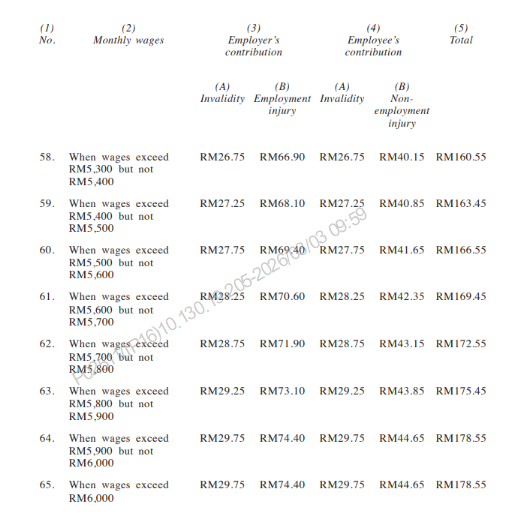 (1) (2) (3) (4) (5)
No. Monthly wages Employer's Employee's Total
contribution contribution
(A) (B) (A) (B)
Invalidity Employment Invalidity Non-
injury employment
injury
58. When wages exceed RM26.75 RM66.90 RM26.75 RM40.15 RM160.55
RM5,300 but not
RM5,400
59. When wages exceed RM27.25 RM68.10 RM27.25 RM40.85 RM163.45
RM5,400 but not
RM5,500
60. When wages exceed RM27.75 RM69.40 RM27.75 RM41.65 RM166.55
RM5,500 but not
RM5,600
61. When wages exceed RM28.25 RM70.60 RM28.25 RM42.35 RM169.45
RM5,600 but not
RM5,700
62. When wages exceed RM28.75 RM71.90 RM28.75 RM43.15 RM172.55
RM5,700 but not
RM5,800
63. When wages exceed RM29.25 RM73.10 RM29.25 RM43.85 RM175.45
RM5,800 but not
RM5,900
64. When wages exceed RM29.75 RM74.40 RM29.75 RM44.65 RM178.55
RM5,900 but not
RM6,000
65. When wages exceed RM29.75 RM74.40 RM29.75 RM44.65 RM178.55
RM6,000
09:59